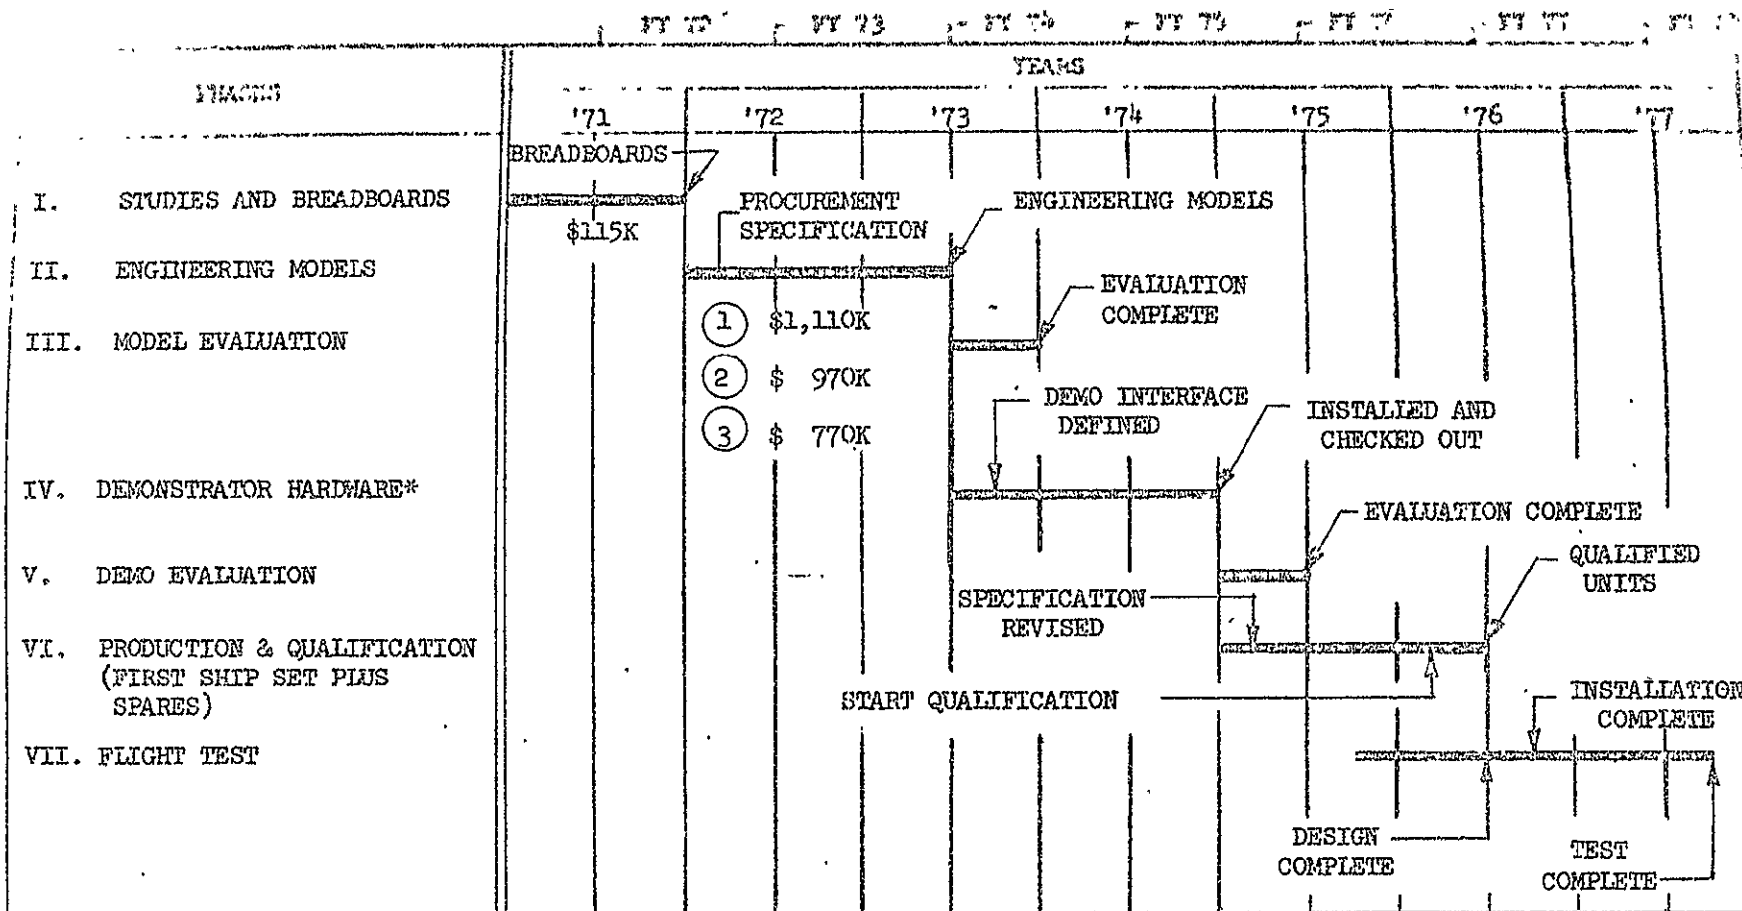 FY 73
YEARS
PHASES
'71 '72 '73 '74 '75 '76 '77
BREADBOARDS
I. STUDIES AND BREADBOARDS
$115K
PROCUREMENT
SPECIFICATION
ENGINEERING MODELS
II. ENGINEERING MODELS
EVALUATION
COMPLETE
1 $1,110K
III. MODEL EVALUATION
2 $ 970K
3 $ 770K
DEMO INTERFACE
DEFINED
INSTALLED AND
CHECKED OUT
IV. DEMONSTRATOR HARDWARE*
EVALUATION COMPLETE
V. DEMO EVALUATION
QUALIFIED
UNITS
SPECIFICATION
REVISED
VI. PRODUCTION & QUALIFICATION
(FIRST SHIP SET PLUS
SPARES)
START QUALIFICATION
INSTALLATION
COMPLETE
VII. FLIGHT TEST
DESIGN
COMPLETE
TEST
COMPLETE